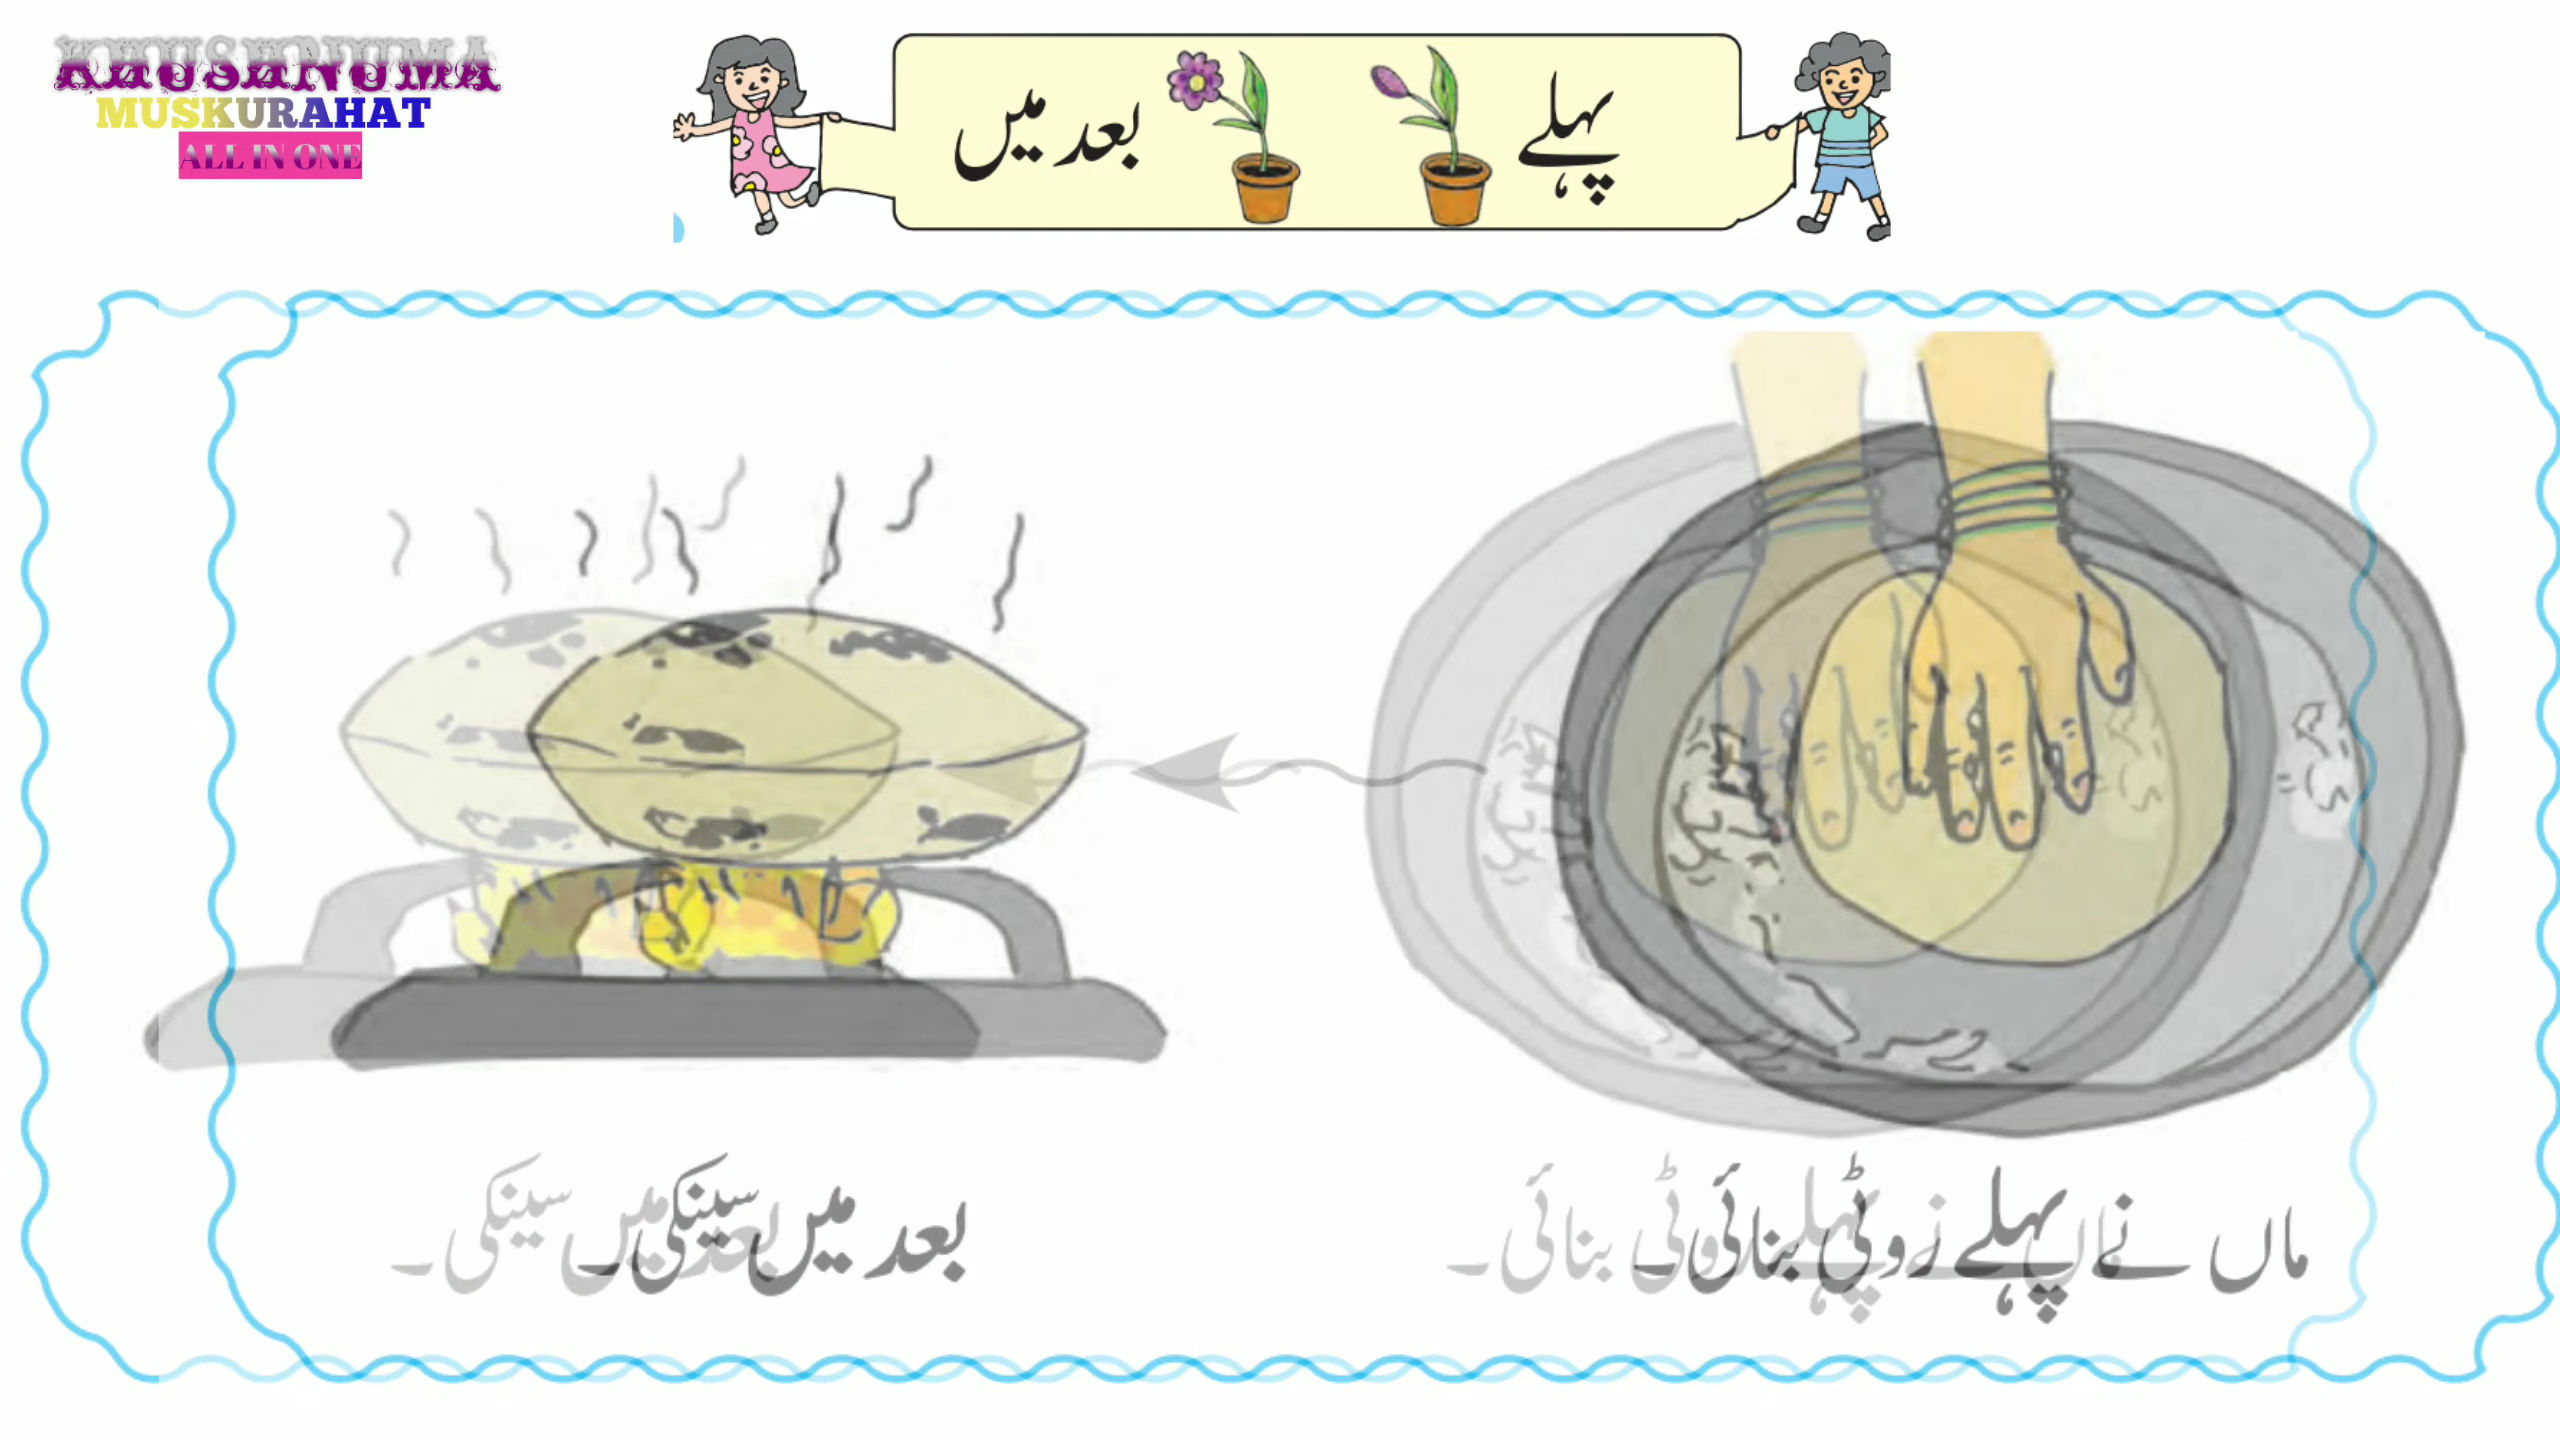 KHUSHNUMA
MUSKURAHAT
ALL IN ONE
پہلے بعد میں
ماں نے پہلے روٹی بنائی۔
بعد میں سینکی۔